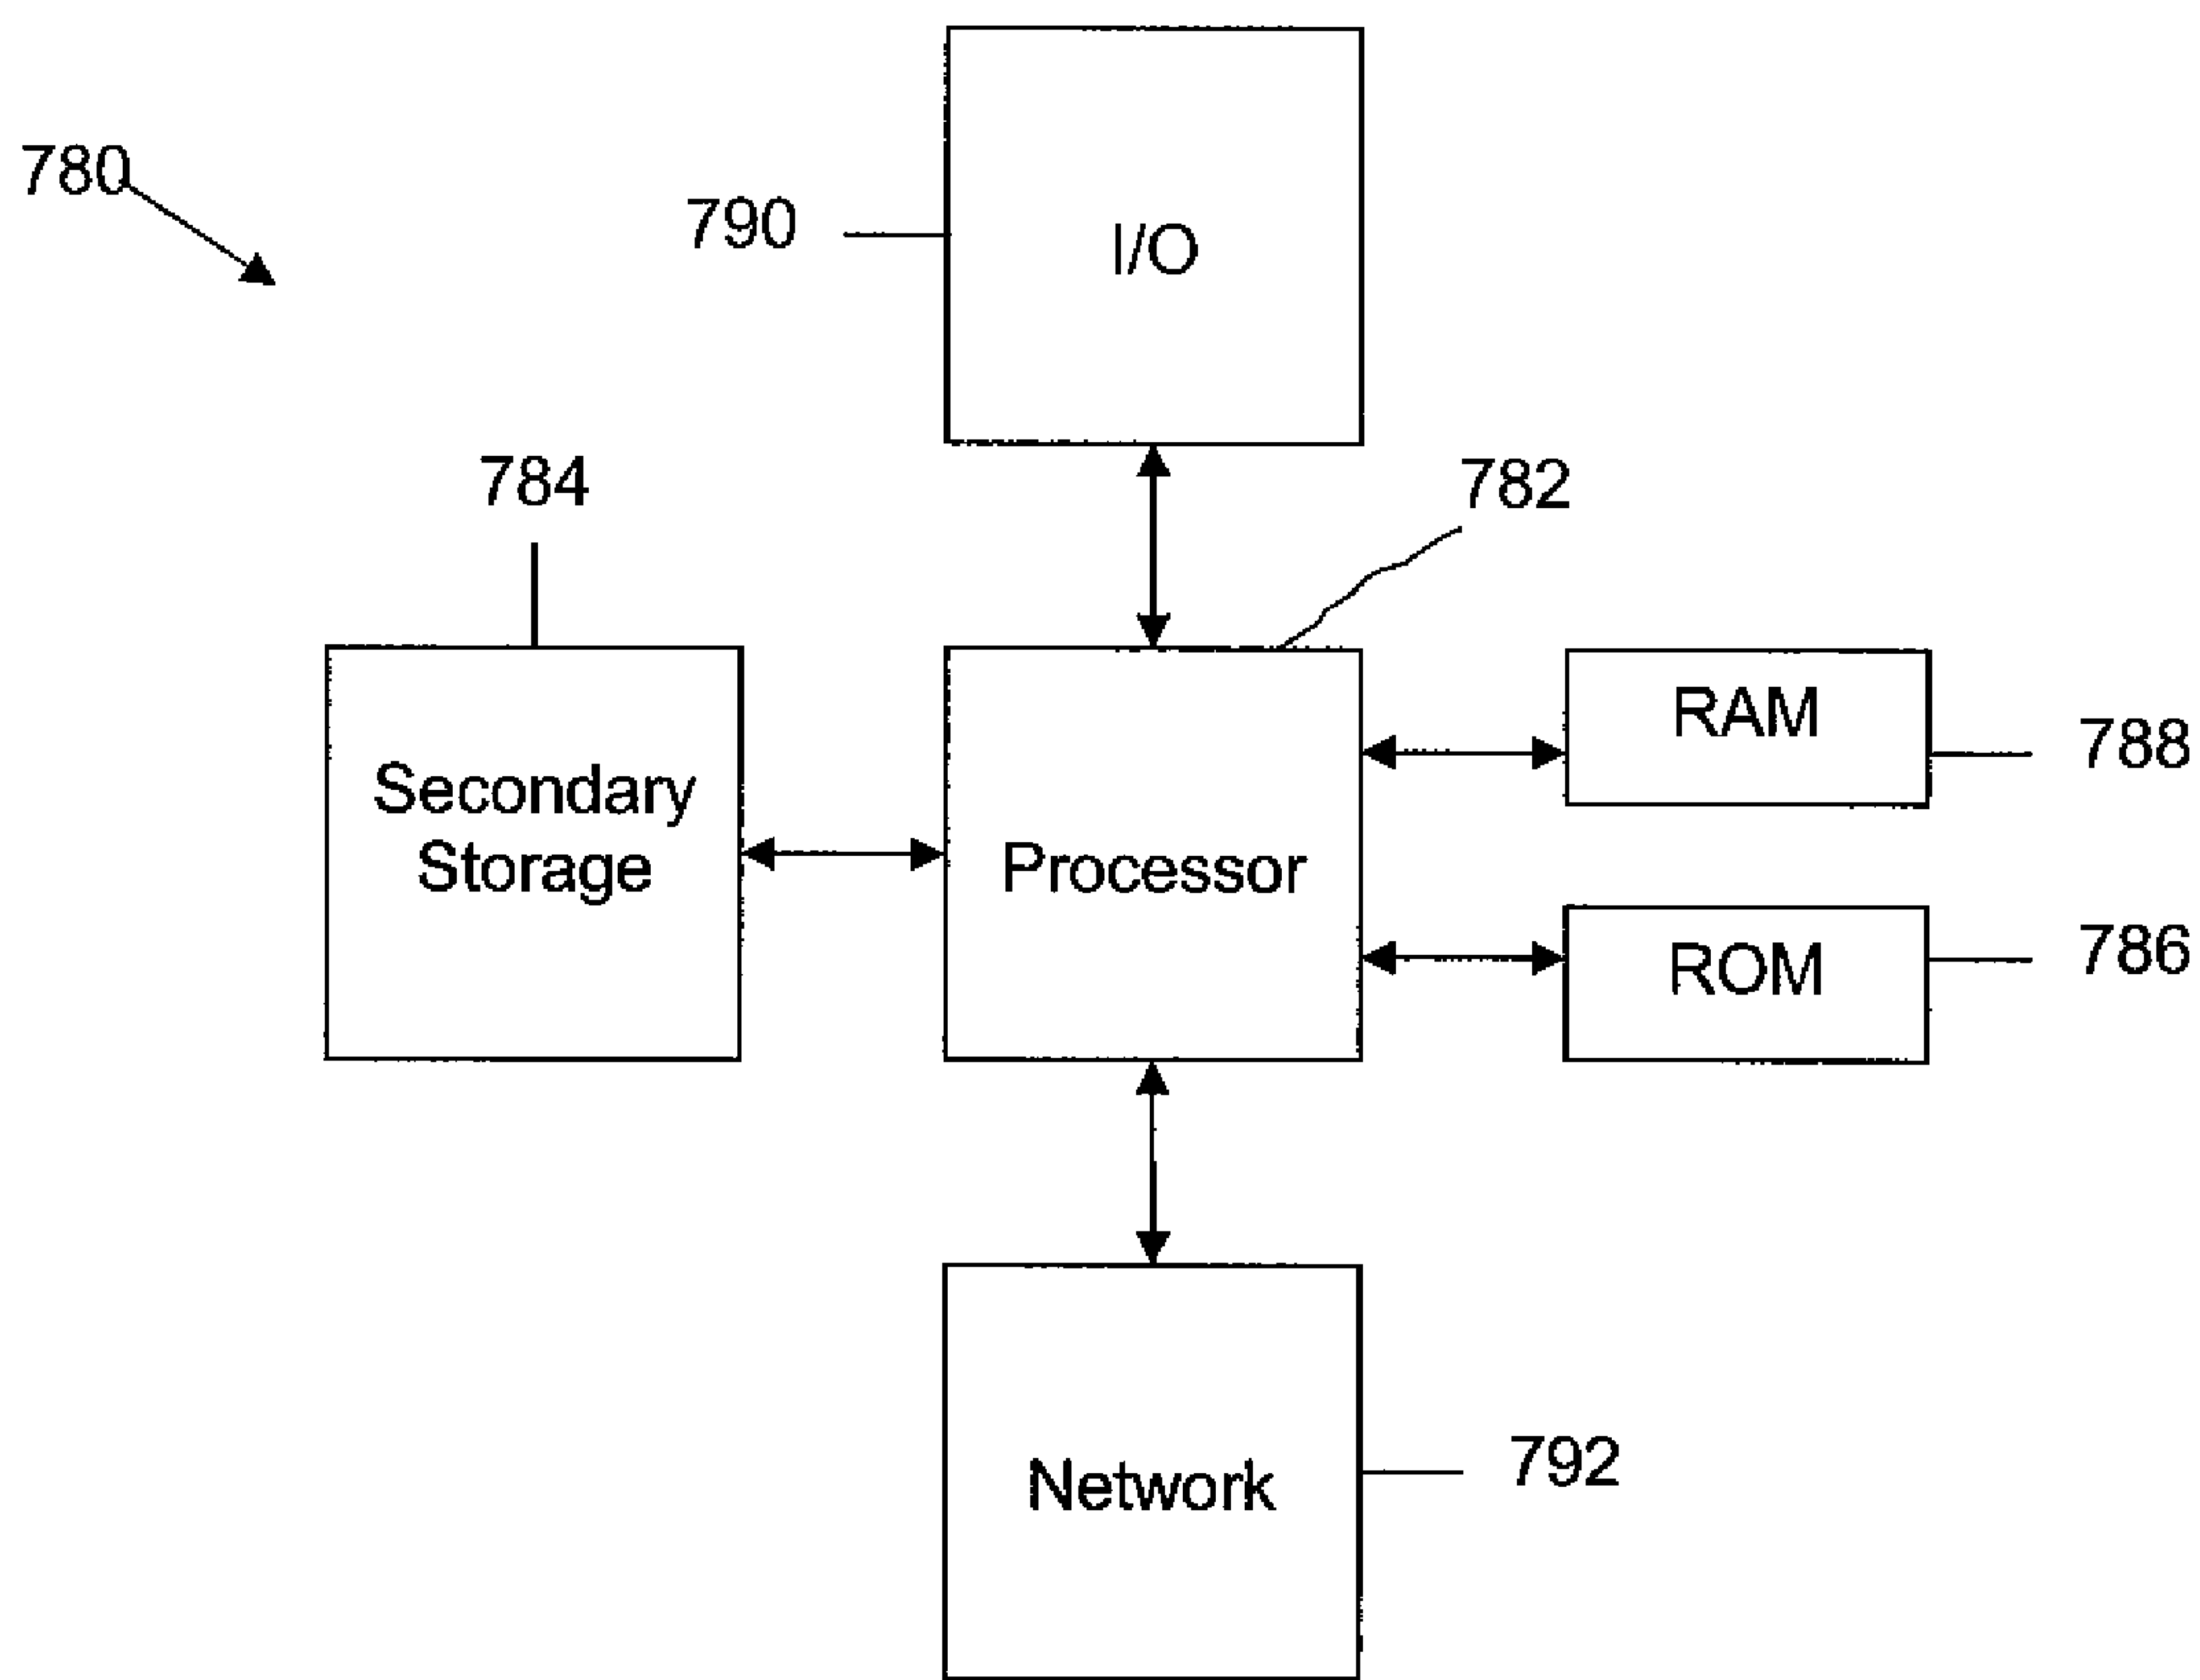 780
790
I/O
784
782
Secondary
Storage
Processor
RAM
788
ROM
786
Network
792